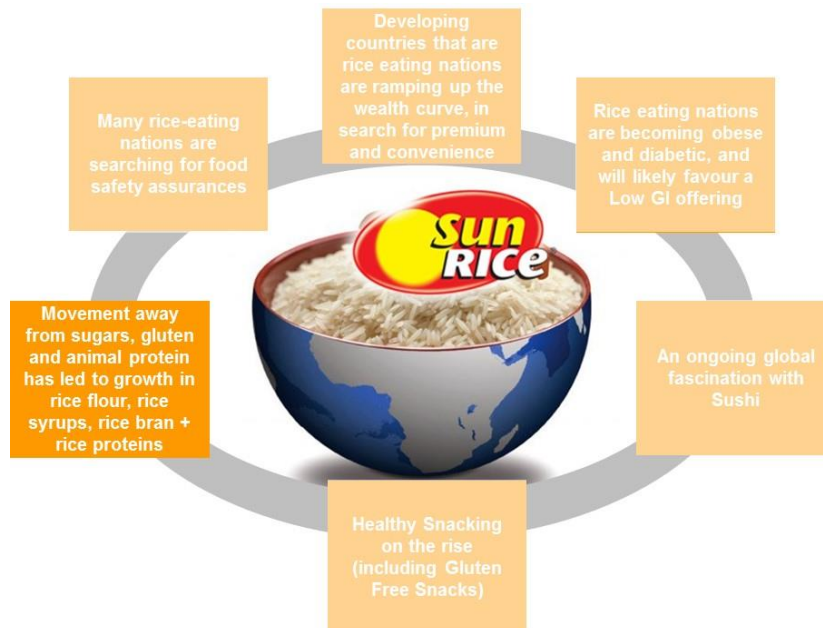 Developing
countries that are
rice eating nations
are ramping up the
wealth curve, in
search for premium
and convenience
Many rice-eating
nations are
searching for food
safety assurances
Rice eating nations
are becoming obese
and diabetic, and
will likely favour a
Low GI offering
Sun
RICE
Movement away
from sugars, gluten
and animal protein
has led to growth in
rice flour, rice
syrups, rice bran +
rice proteins
An ongoing global
fascination with
Sushi
Healthy Snacking
on the rise
(including Gluten
Free Snacks)